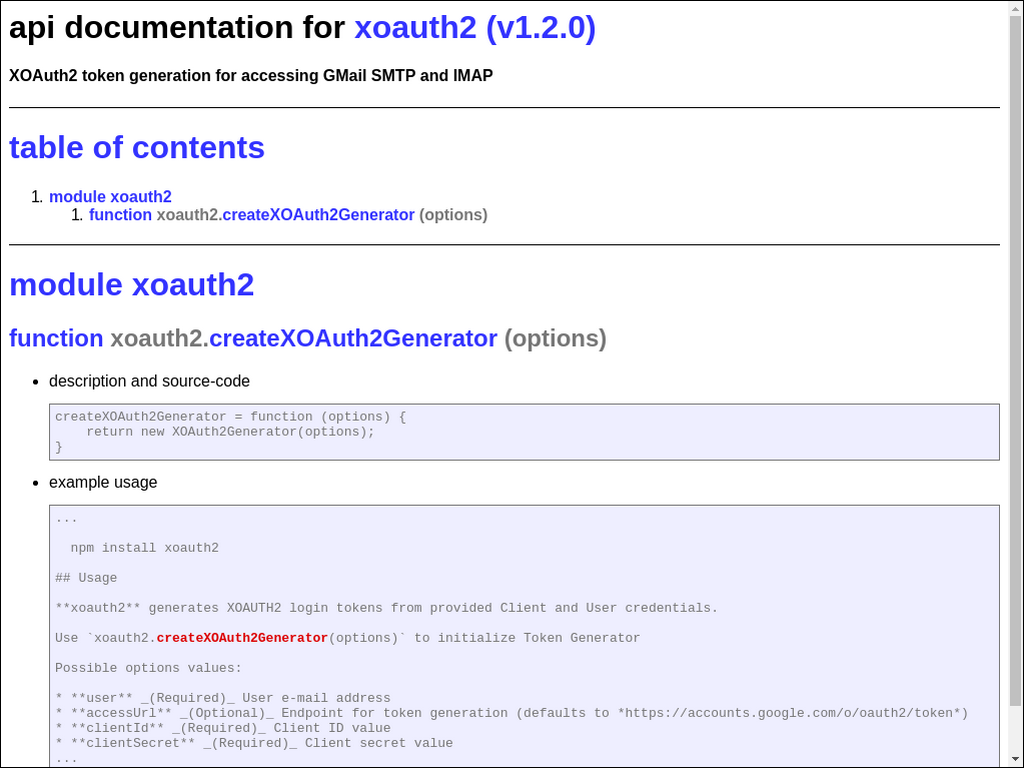 api documentation for xoauth2 (v1.2.0)
XOAuth2 token generation for accessing GMail SMTP and IMAP
table of contents
1. module xoauth2
1. function xoauth2.createXOAuth2Generator (options)
module xoauth2
function xoauth2.createXOAuth2Generator (options)
• description and source-code
createXOAuth2Generator = function (options) {
    return new XOAuth2Generator(options);
}
• example usage
...
  npm install xoauth2
## Usage
**xoauth2** generates XOAUTH2 login tokens from provided Client and User credentials.
Use `xoauth2.createXOAuth2Generator(options)` to initialize Token Generator
Possible options values:
* **user** _(Required)_ User e-mail address
* **accessUrl** _(Optional)_ Endpoint for token generation (defaults to *https://accounts.google.com/o/oauth2/token*)
* **clientId** _(Required)_ Client ID value
* **clientSecret** _(Required)_ Client secret value
...